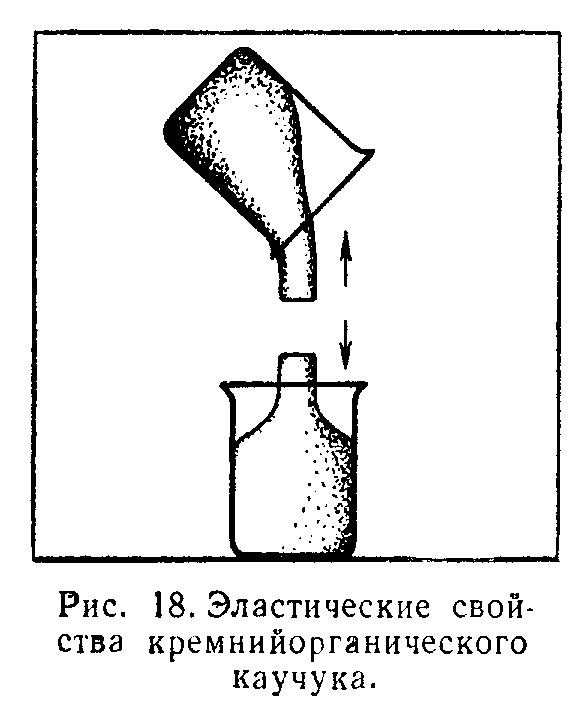 Рис. 18. Эластические свой-
ства кремнийорганического
каучука.